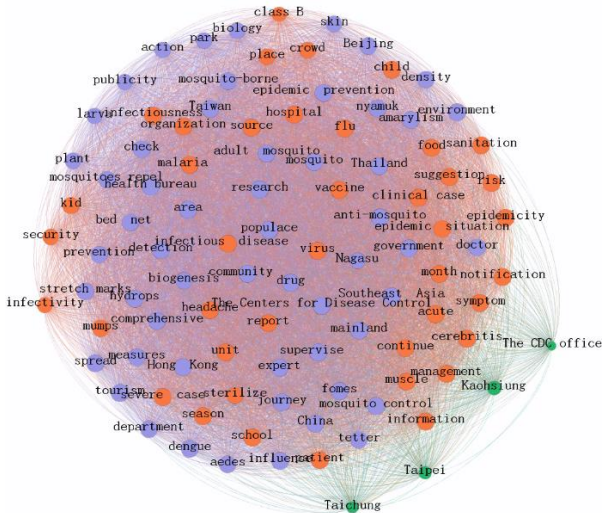 class B
skin
park
biology
action
place
crowd
Beijing
publicity
mosquito-borne
child
density
epidemic prevention
larva
infectiousness
Taiwan
hospital
nyamuk
environment
organization
source
flu
amarylism
check
adult mosquito
food
sanitation
plant
malaria
mosquito
Thailand
mosquitoes repel
health bureau
research
vaccine
suggestion
risk
kid
clinical case
bed net
area
anti-mosquito
epidemicity
security
populace
epidemic situation
prevention
detection
infectious disease
virus
government
doctor
Nagasu
stretch marks
biogenesis
community
drug
month
notification
infectivity
hydrops
headache
The Centers for Disease Control
Southeast Asia
acute
symptom
mumps
comprehensive
report
mainland
continue
cerebritis
The CDC office
spread
measures
Hong Kong
unit
supervise
expert
muscle
management
Kaohsiung
tourism
severe case
sterilize
journey
fomes
mosquito control
department
season
China
information
dengue
school
tetter
aedes
influence
patient
Taipei
Taichung